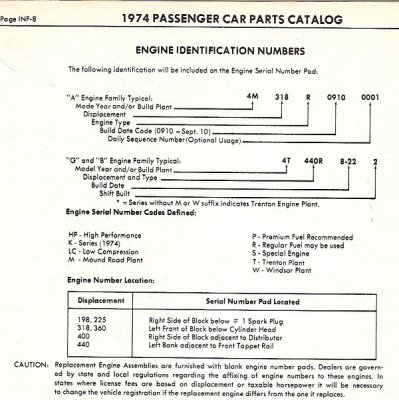 Page INF-8
1974 PASSENGER CAR PARTS CATALOG
ENGINE IDENTIFICATION NUMBERS
The following identification will be included on the Engine Serial Number Pad:
"A" Engine Family Typical: 4M 318 R 0910 0001
Made Year and/or Build Plant
Displacement
Engine Type
Build Date Code (0910 = Sept. 10)
Daily Sequence Number (Optional Usage)
"G" and "B" Engine Family Typical: 4T 440R 8-22 2
Model Year and/or Build Plant
Displacement and Type
Build Date
Shift Built
* = Series without M or W suffix indicates Trenton Engine Plant.
Engine Serial Number Codes Defined:
HP - High Performance
K - Series (1974)
LC - Low Compression
M - Mound Road Plant
P - Premium Fuel Recommended
R - Regular Fuel may be used
S - Special Engine
T - Trenton Plant
W - Windsor Plant
Engine Number Location:
Displacement Serial Number Pad Located
198, 225 Right Side of Block below # 1 Spark Plug
318, 360 Left Front of Block below Cylinder Head
400 Right Side of Block adjacent to Distributor
440 Left Bank adjacent to Front Tappet Rail
CAUTION: Replacement Engine Assemblies are furnished with blank engine number pads. Dealers are govern-
ed by state and local regulations regarding the affixing of engine numbers to these engines. In
states where license fees are based on displacement or taxable horsepower it will be necessary
to change the vehicle registration if the replacement engine differs from the one it replaces.